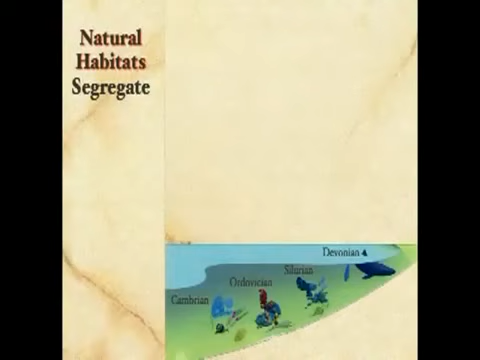 Natural
Habitats
Segregate
Devonian
Silurian
Ordovician
Cambrian